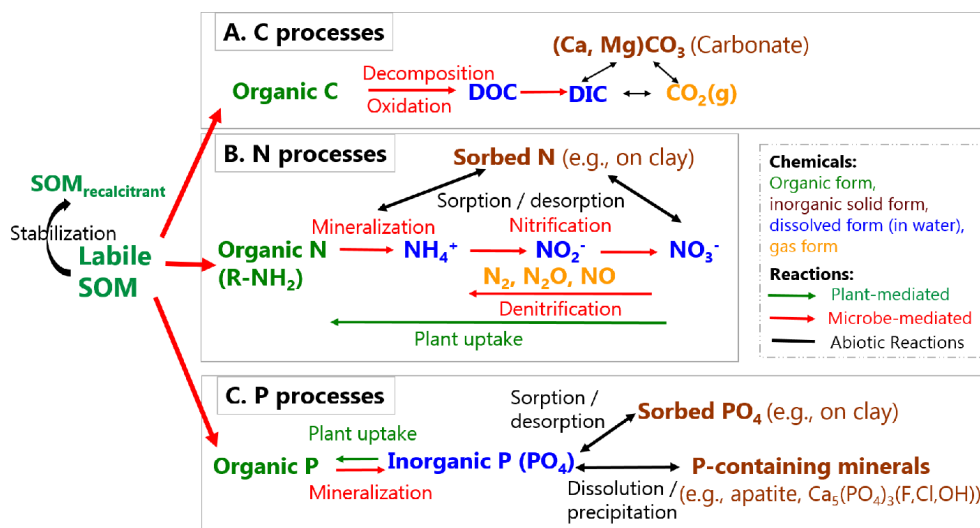 A. C processes
(Ca, Mg)CO₃ (Carbonate)
Decomposition
Organic C
DOC
DIC
CO₂(g)
Oxidation
B. N processes
Sorbed N (e.g., on clay)
SOMrecalcitrant
Stabilization
Labile
SOM
Sorption / desorption
Mineralization
Nitrification
Organic N
(R-NH₂)
NH₄⁺
NO₂⁻
NO₃⁻
N₂, N₂O, NO
Denitrification
Plant uptake
Chemicals:
Organic form,
inorganic solid form,
dissolved form (in water),
gas form
Reactions:
Plant-mediated
Microbe-mediated
Abiotic Reactions
C. P processes
Sorption /
desorption
Sorbed PO₄ (e.g., on clay)
Plant uptake
Organic P
Inorganic P (PO₄)
Mineralization
P-containing minerals
Dissolution /
precipitation
(e.g., apatite, Ca₅(PO₄)₃(F,Cl,OH))